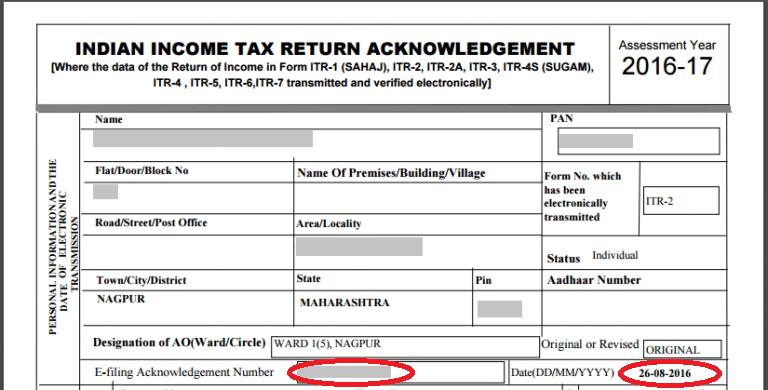 INDIAN INCOME TAX RETURN ACKNOWLEDGEMENT
[Where the data of the Return of Income in Form ITR-1 (SAHAJ), ITR-2, ITR-2A, ITR-3, ITR-4S (SUGAM),
ITR-4 , ITR-5, ITR-6,ITR-7 transmitted and verified electronically]
Assessment Year
2016-17
PERSONAL INFORMATION AND THE
DATE OF ELECTRONIC
TRANSMISSION
Name
PAN
Flat/Door/Block No
Name Of Premises/Building/Village
Form No. which
has been
electronically
transmitted
ITR-2
Road/Street/Post Office
Area/Locality
Status Individual
Town/City/District
State
Pin
Aadhaar Number
NAGPUR
MAHARASHTRA
Designation of AO(Ward/Circle) WARD 1(5), NAGPUR
Original or Revised ORIGINAL
E-filing Acknowledgement Number
Date(DD/MM/YYYY) 26-08-2016